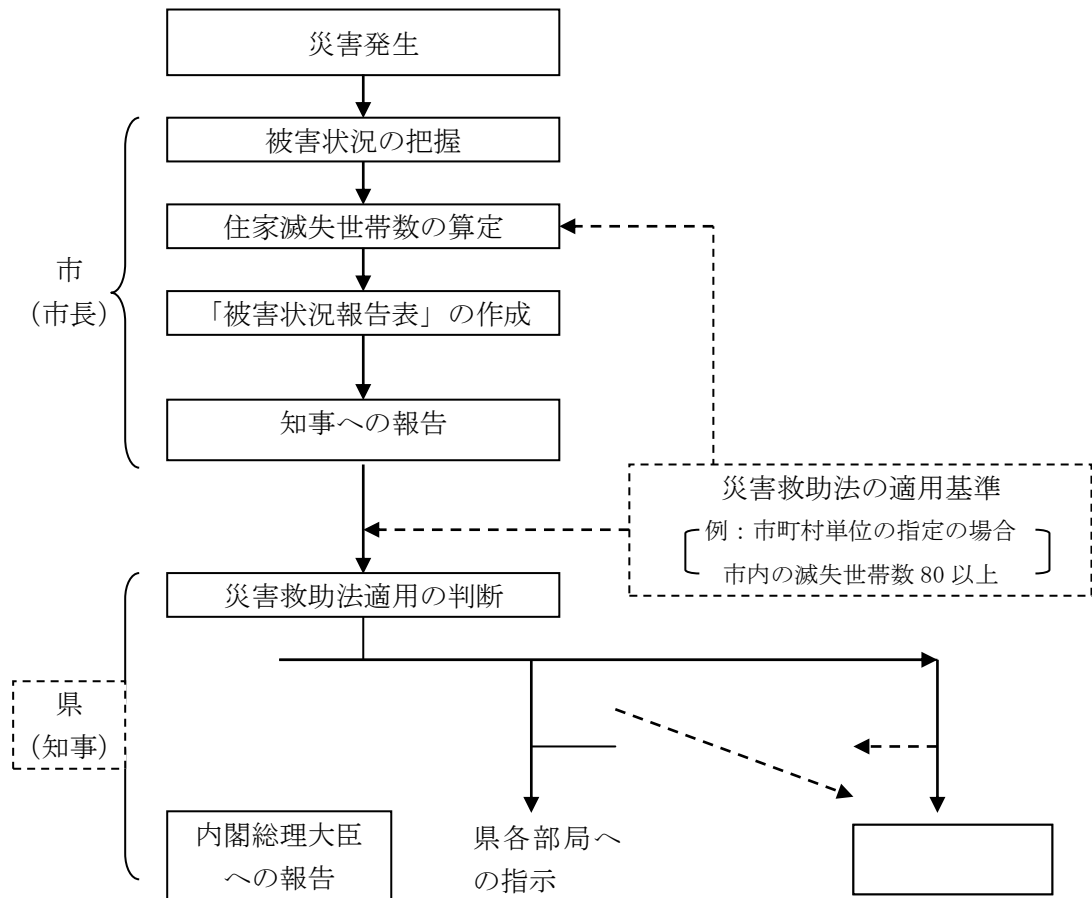 災害発生
被害状況の把握
住家滅失世帯数の算定
市
（市長）
「被害状況報告表」の作成
知事への報告
災害救助法の適用基準
例：市町村単位の指定の場合
市内の滅失世帯数 80 以上
災害救助法適用の判断
県
（知事）
内閣総理大臣
への報告
県各部局へ
の指示